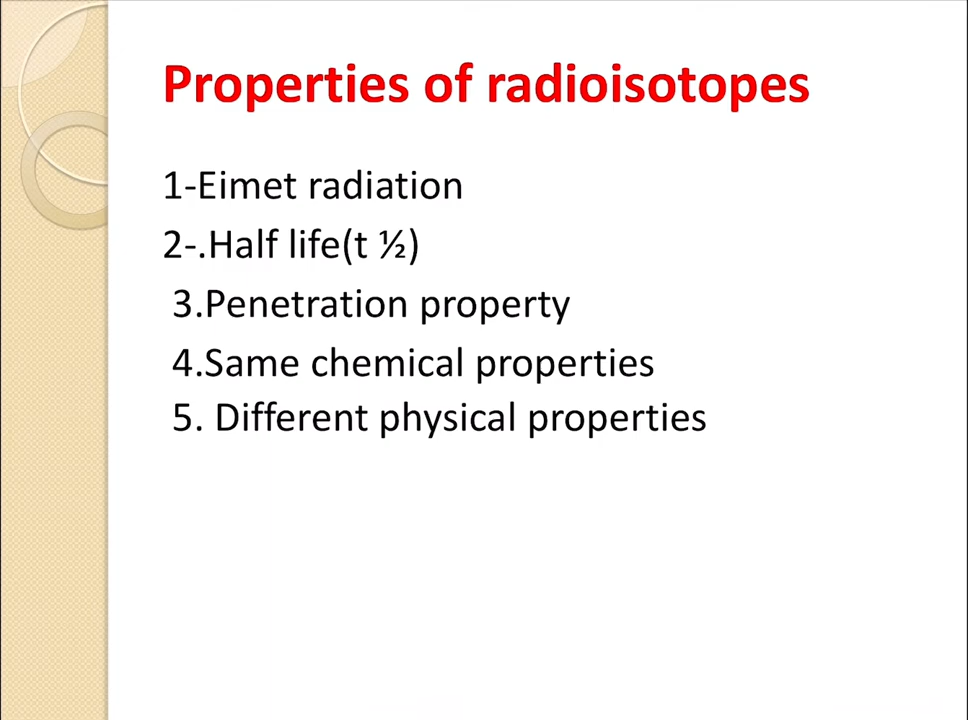 Properties of radioisotopes
1-Eimet radiation
2-.Half life(t ½)
3.Penetration property
4.Same chemical properties
5. Different physical properties